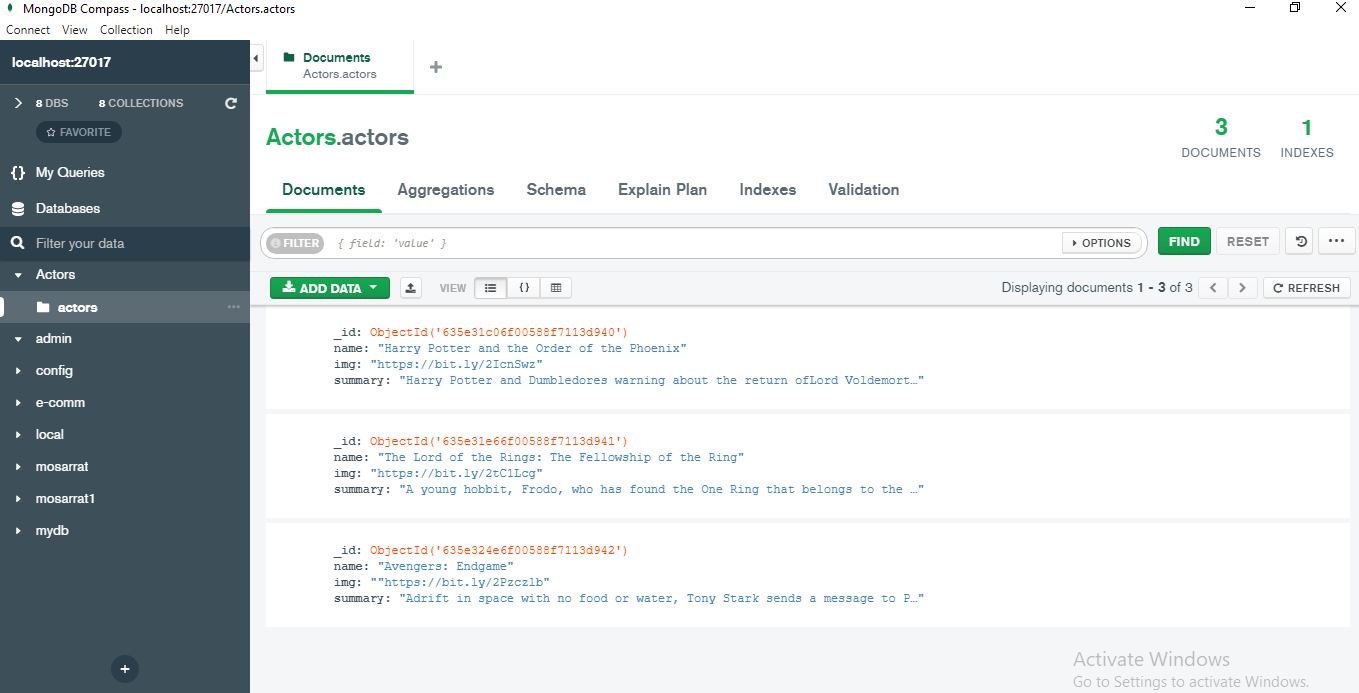 MongoDB Compass - localhost:27017/Actors.actors
Connect View Collection Help
localhost:27017
8 DBS 8 COLLECTIONS
FAVORITE
{} My Queries
Databases
Filter your data
Actors
actors
admin
config
e-comm
local
mosarrat
mosarrat1
mydb
+
Documents
Actors.actors
+
Actors.actors
3
DOCUMENTS
1
INDEXES
Documents Aggregations Schema Explain Plan Indexes Validation
FILTER { field: 'value' } OPTIONS FIND RESET ...
ADD DATA VIEW {} Displaying documents 1 - 3 of 3 < > REFRESH
_id: ObjectId('635e31c06f00588f7113d940')
name: "Harry Potter and the Order of the Phoenix"
img: "https://bit.ly/2IcnSwz"
summary: "Harry Potter and Dumbledores warning about the return ofLord Voldemort…"
_id: ObjectId('635e31e66f00588f7113d941')
name: "The Lord of the Rings: The Fellowship of the Ring"
img: "https://bit.ly/2tC1Lcg"
summary: "A young hobbit, Frodo, who has found the One Ring that belongs to the …"
_id: ObjectId('635e324e6f00588f7113d942')
name: "Avengers: Endgame"
img: ""https://bit.ly/2Pzczlb"
summary: "Adrift in space with no food or water, Tony Stark sends a message to P…"
Activate Windows
Go to Settings to activate Windows.